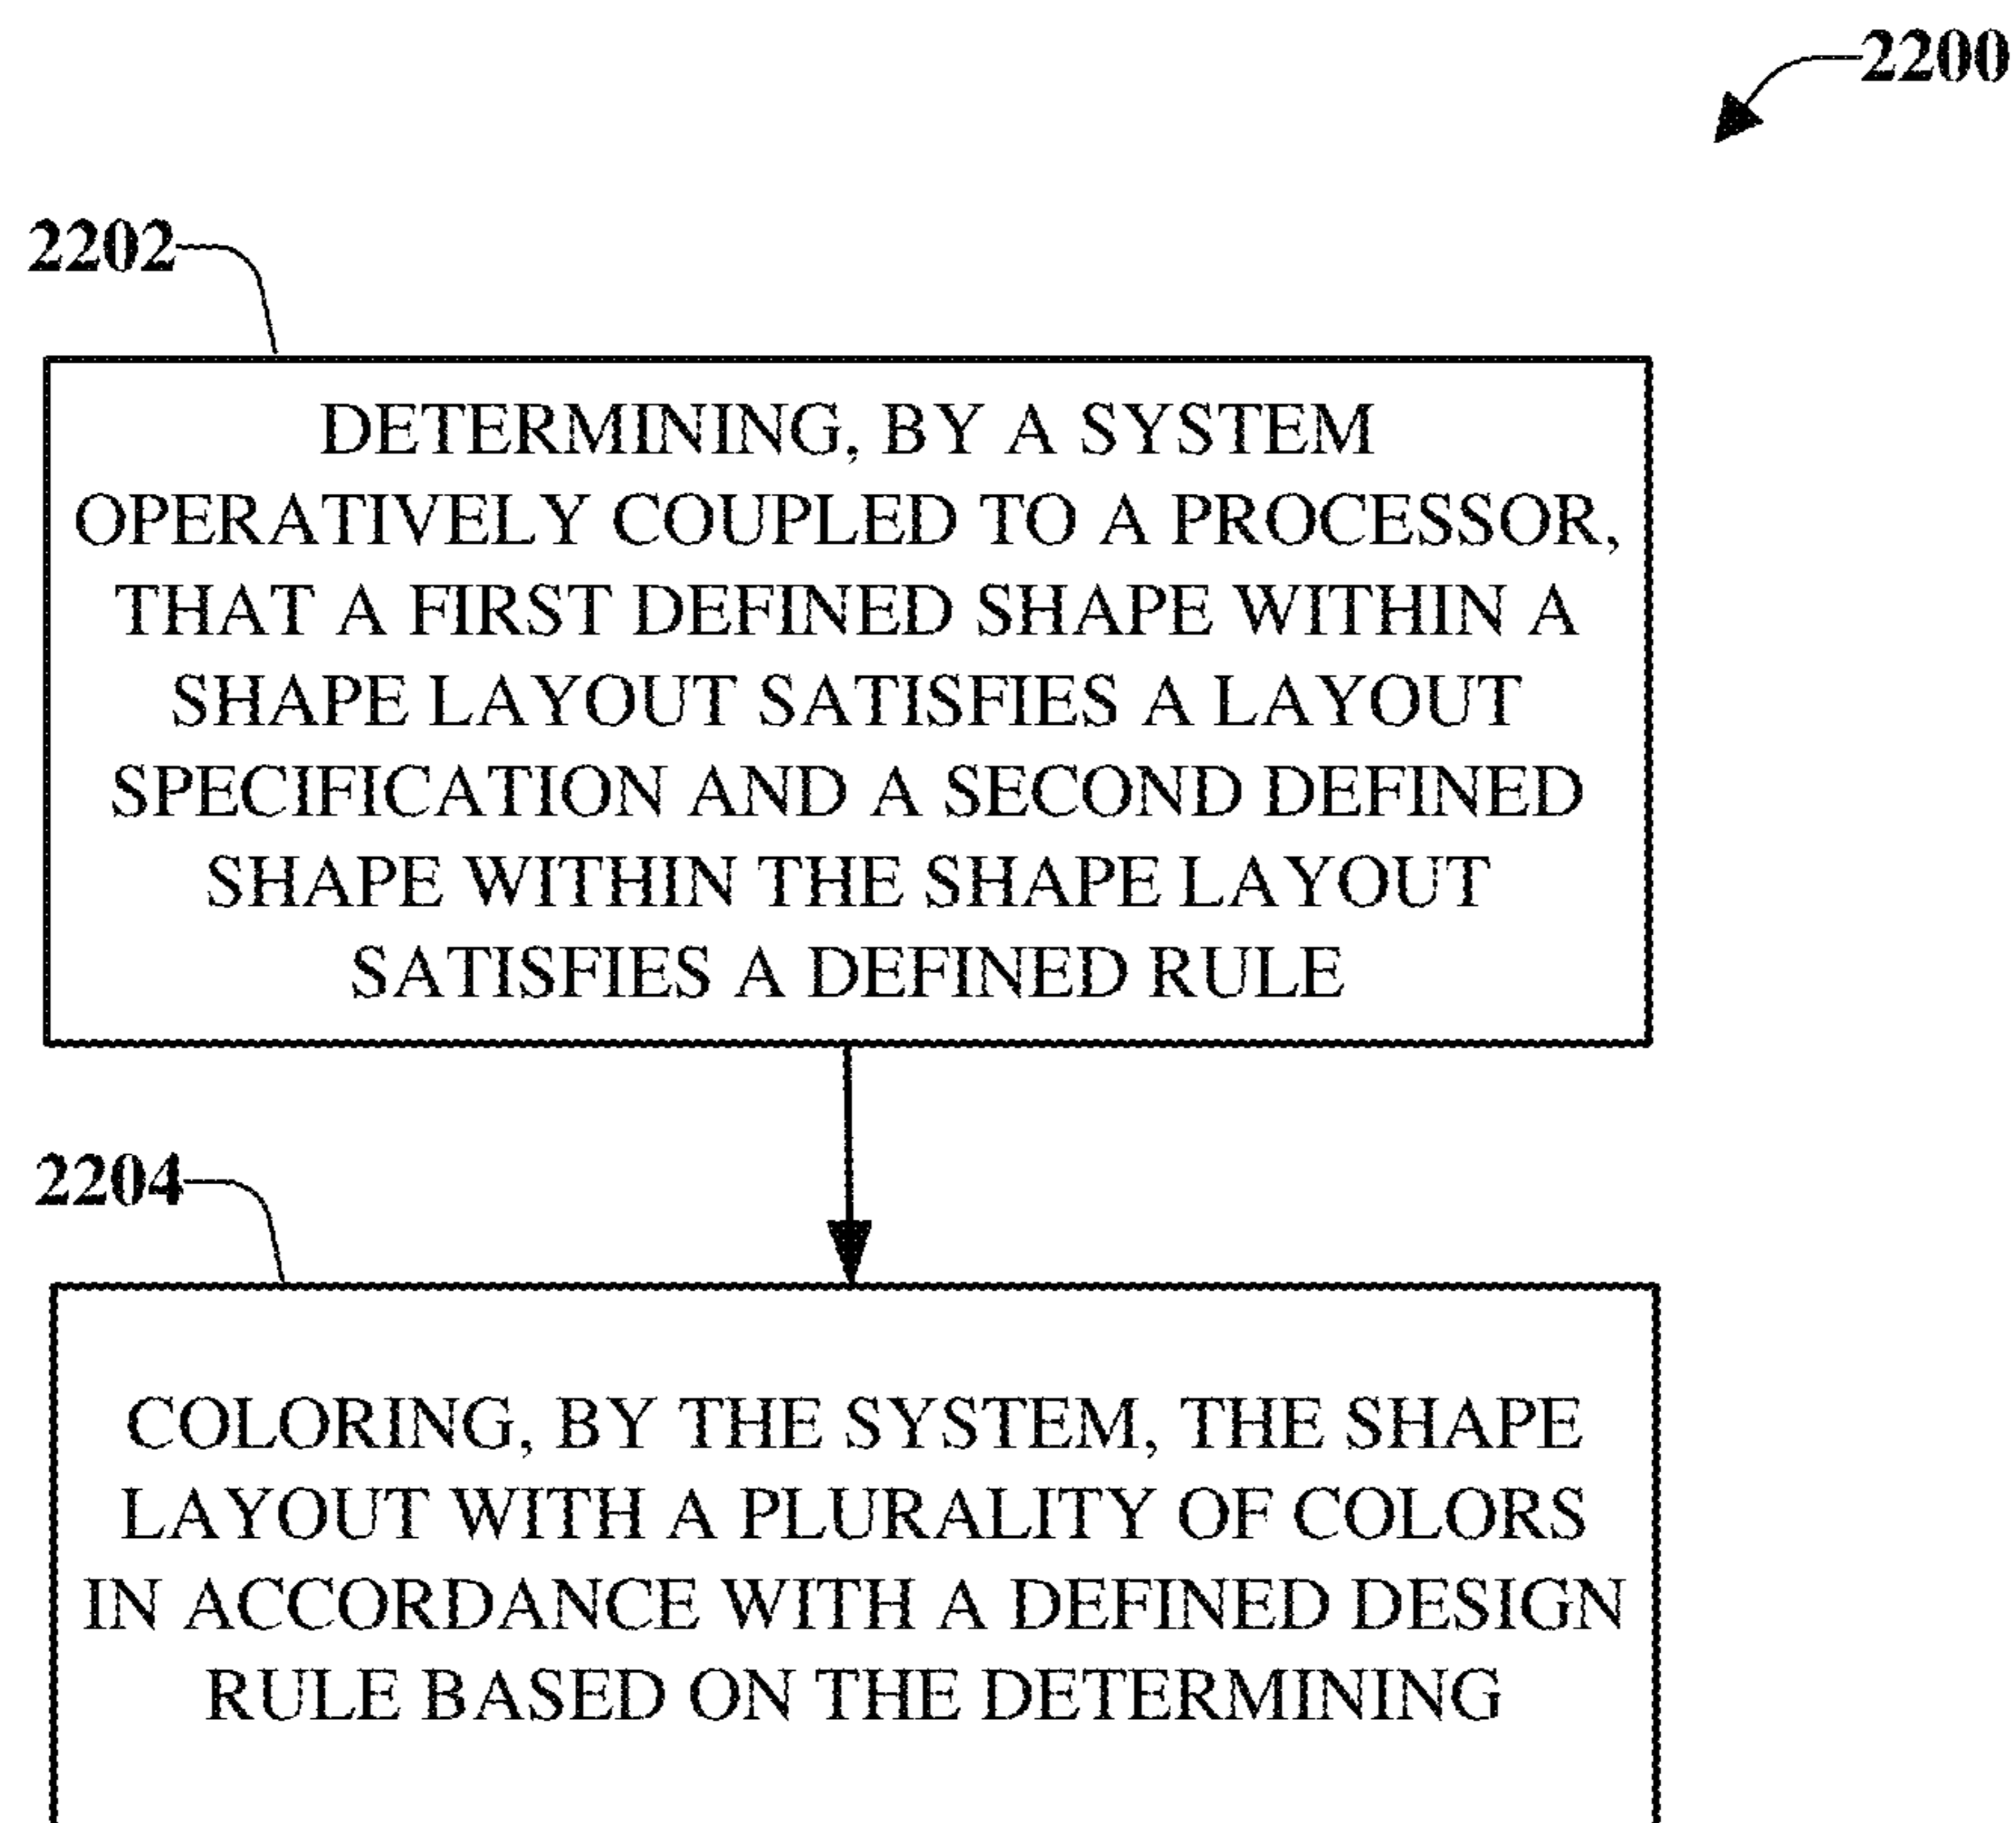 2200
2202
DETERMINING, BY A SYSTEM
OPERATIVELY COUPLED TO A PROCESSOR,
THAT A FIRST DEFINED SHAPE WITHIN A
SHAPE LAYOUT SATISFIES A LAYOUT
SPECIFICATION AND A SECOND DEFINED
SHAPE WITHIN THE SHAPE LAYOUT
SATISFIES A DEFINED RULE
2204
COLORING, BY THE SYSTEM, THE SHAPE
LAYOUT WITH A PLURALITY OF COLORS
IN ACCORDANCE WITH A DEFINED DESIGN
RULE BASED ON THE DETERMINING